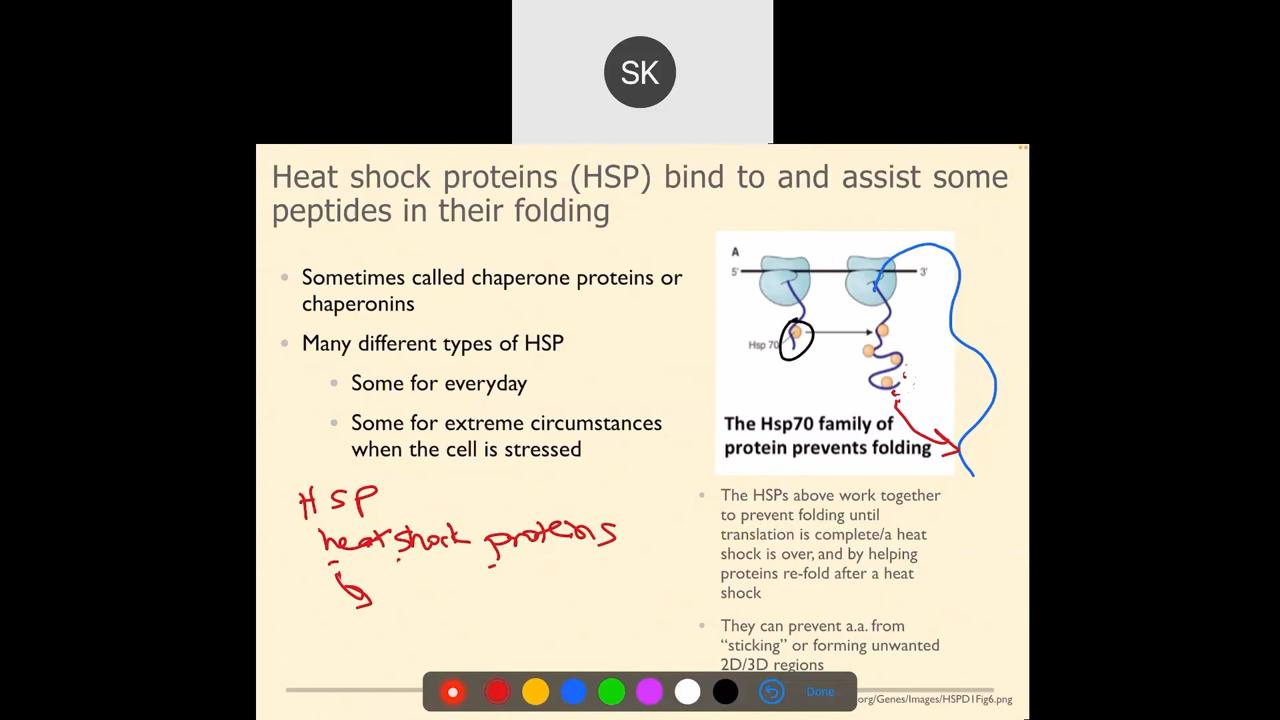 SK
Heat shock proteins (HSP) bind to and assist some
peptides in their folding
• Sometimes called chaperone proteins or
chaperonins
• Many different types of HSP
• Some for everyday
• Some for extreme circumstances
when the cell is stressed
HSP
heat shock proteins
A
5'
3'
Hsp 70
The Hsp70 family of
protein prevents folding
• The HSPs above work together
to prevent folding until
translation is complete/a heat
shock is over, and by helping
proteins re-fold after a heat
shock
• They can prevent a.a. from
“sticking” or forming unwanted
2D/3D regions
Done
org/Genes/Images/HSPD1Fig6.png